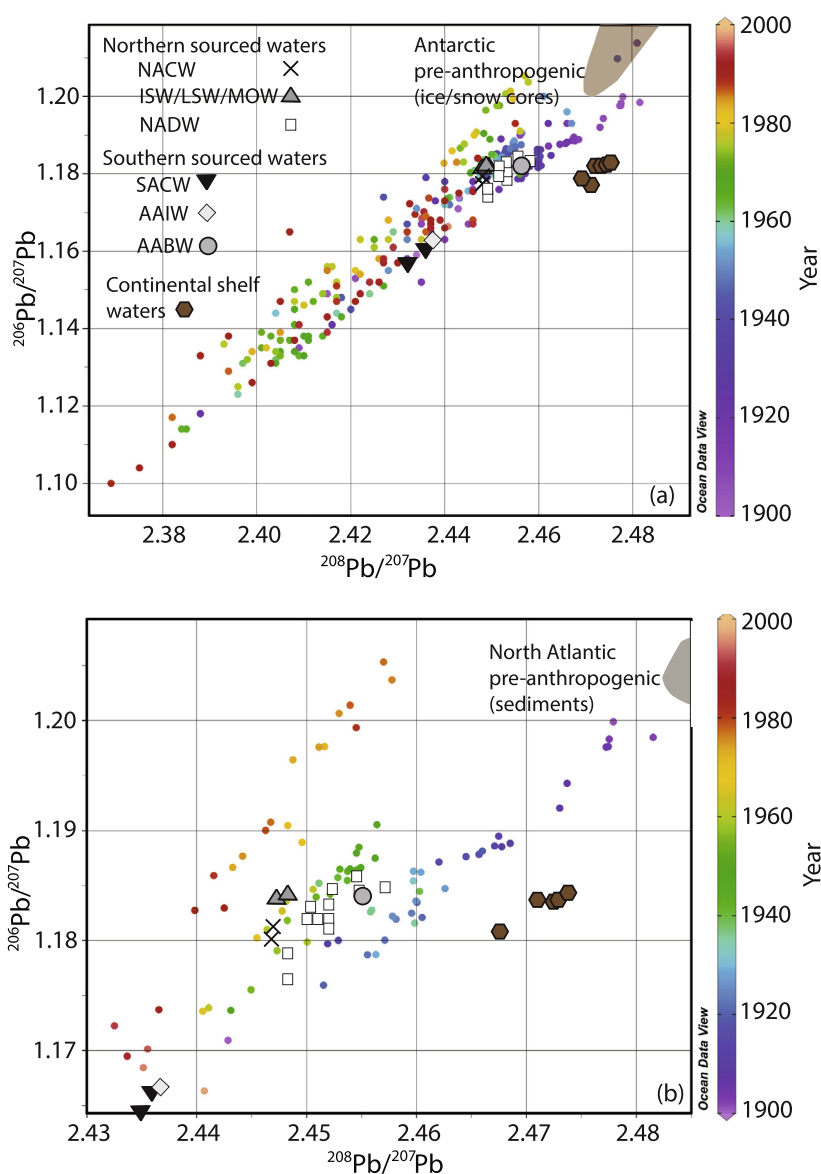 Northern sourced waters
NACW
ISW/LSW/MOW
NADW
Southern sourced waters
SACW
AAIW
AABW
Continental shelf
waters
Antarctic
pre-anthropogenic
(ice/snow cores)
1.20
1.18
1.16
1.14
1.12
1.10
²⁰⁶Pb/²⁰⁷Pb
2.38 2.40 2.42 2.44 2.46 2.48
²⁰⁸Pb/²⁰⁷Pb
(a)
Ocean Data View
2000
1980
1960
1940
1920
1900
Year
North Atlantic
pre-anthropogenic
(sediments)
1.20
1.19
1.18
1.17
²⁰⁶Pb/²⁰⁷Pb
2.43 2.44 2.45 2.46 2.47 2.48
²⁰⁸Pb/²⁰⁷Pb
(b)
Ocean Data View
2000
1980
1960
1940
1920
1900
Year